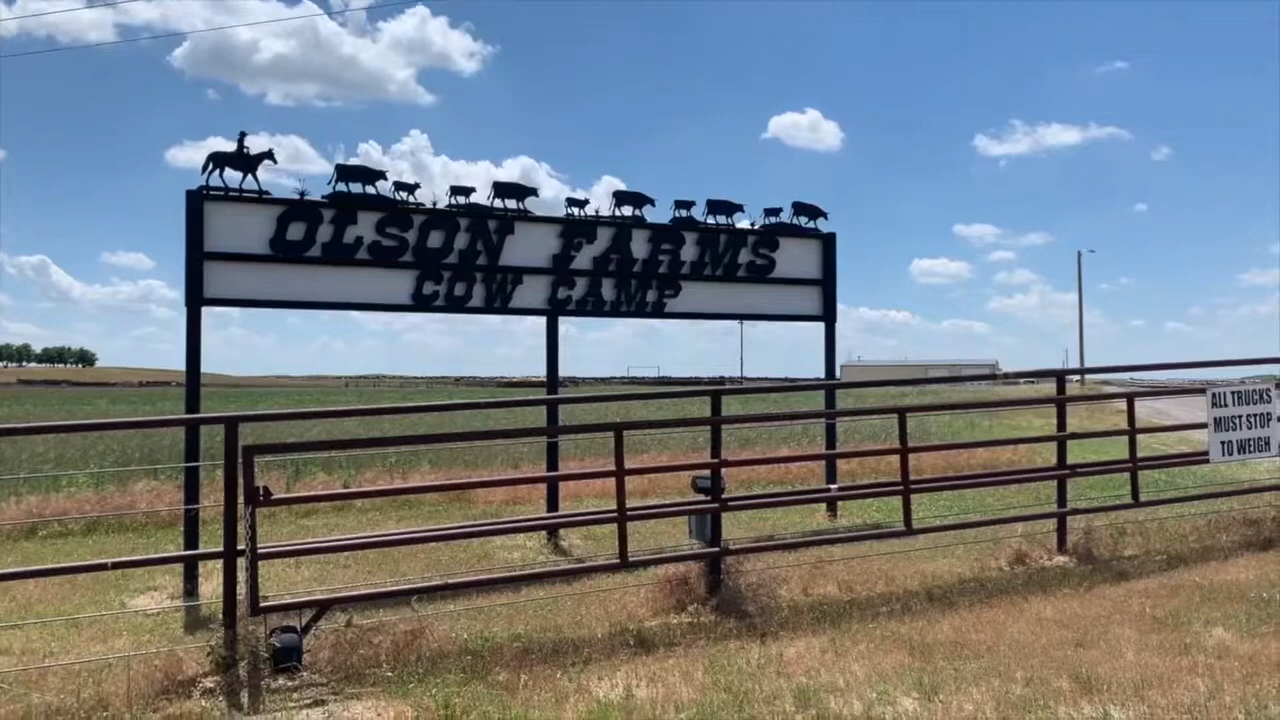 OLSON FARMS
COW CAMP
ALL TRUCKS
MUST STOP
TO WEIGH